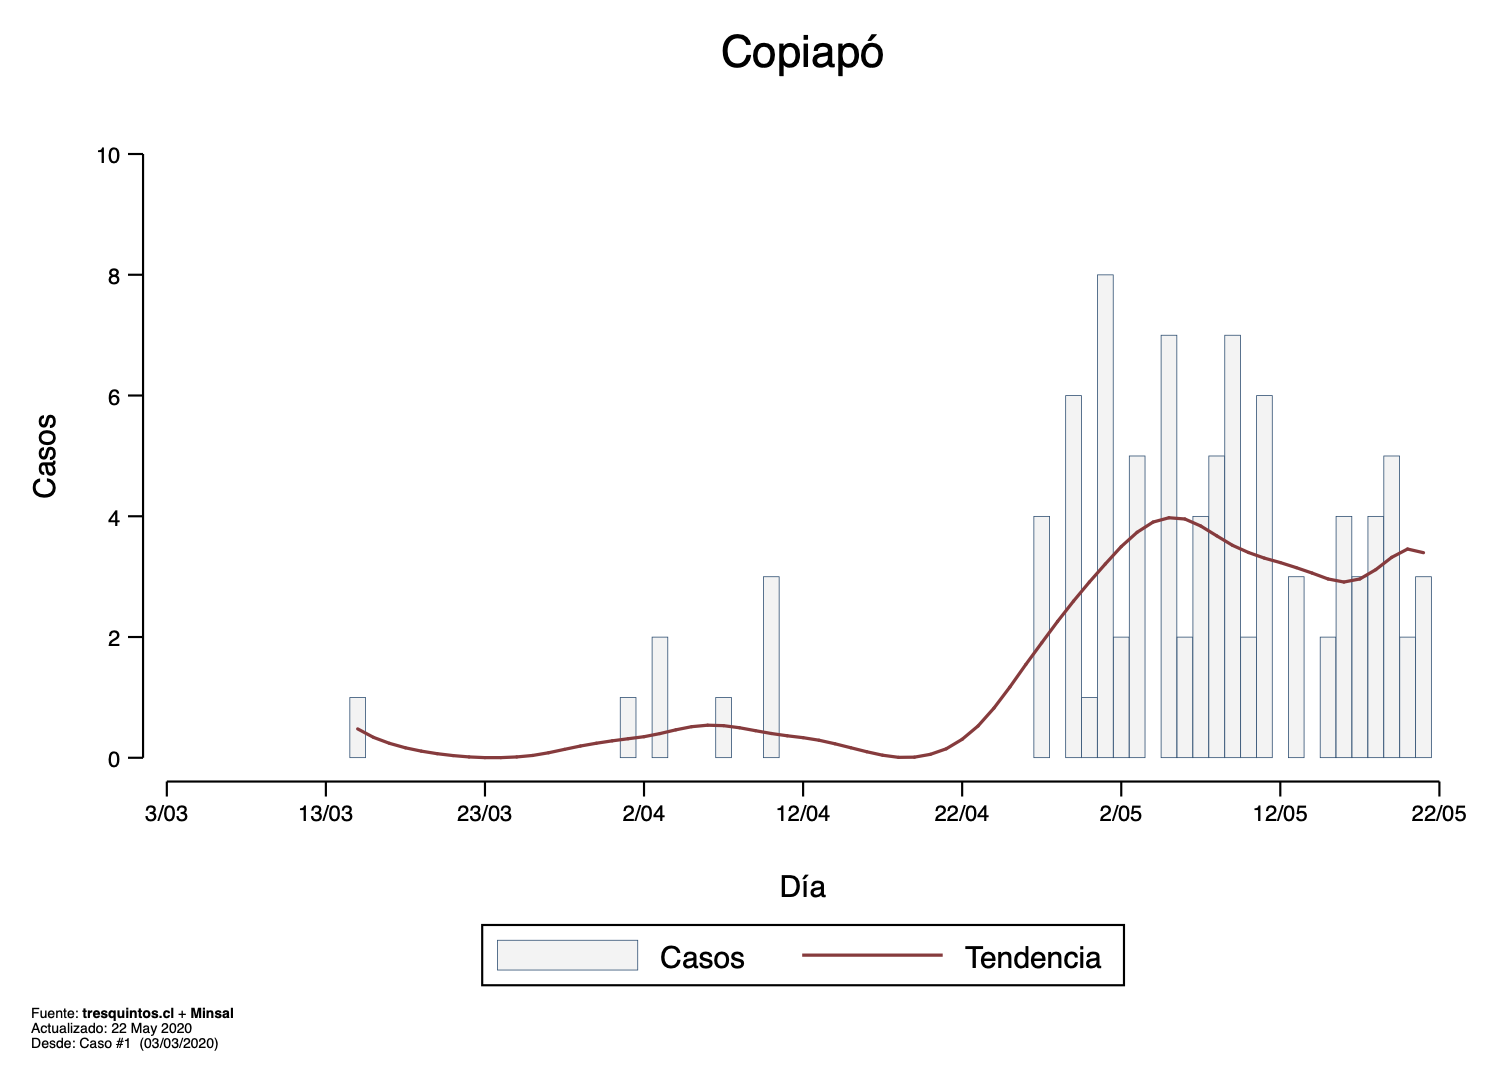 Copiapó
10
8
6
4
2
0
Casos
3/03 13/03 23/03 2/04 12/04 22/04 2/05 12/05 22/05
Día
Casos Tendencia
Fuente: tresquintos.cl + Minsal
Actualizado: 22 May 2020
Desde: Caso #1 (03/03/2020)